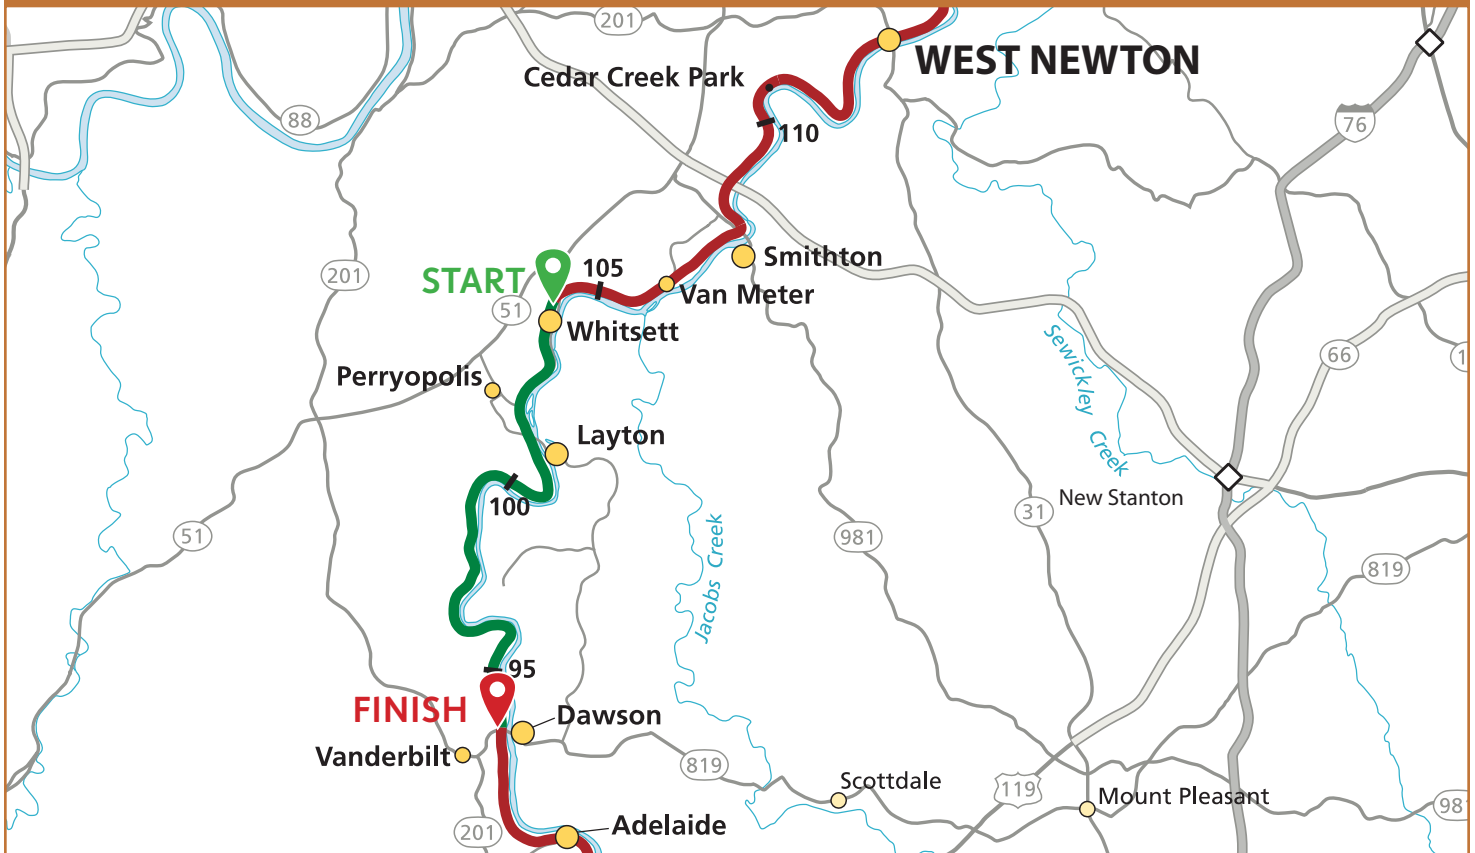 201
WEST NEWTON
Cedar Creek Park
88
110
76
201
START
105
Smithton
51
Van Meter
Whitsett
Sewickley Creek
66
1
Perryopolis
Layton
New Stanton
100
51
31
981
Jacobs Creek
819
95
FINISH
Dawson
Vanderbilt
819
Scottdale
119
Mount Pleasant
981
201
Adelaide